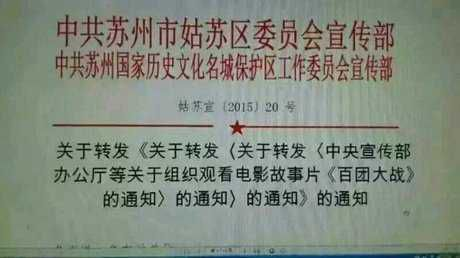 中共苏州市姑苏区委员会宣传部
中共苏州国家历史文化名城保护区工作委员会宣传部
姑苏宣〔2015〕20 号
关于转发《关于转发〈关于转发〈中央宣传部
办公厅等关于组织观看电影故事片《百团大战》
的通知〉的通知〉的通知》的通知